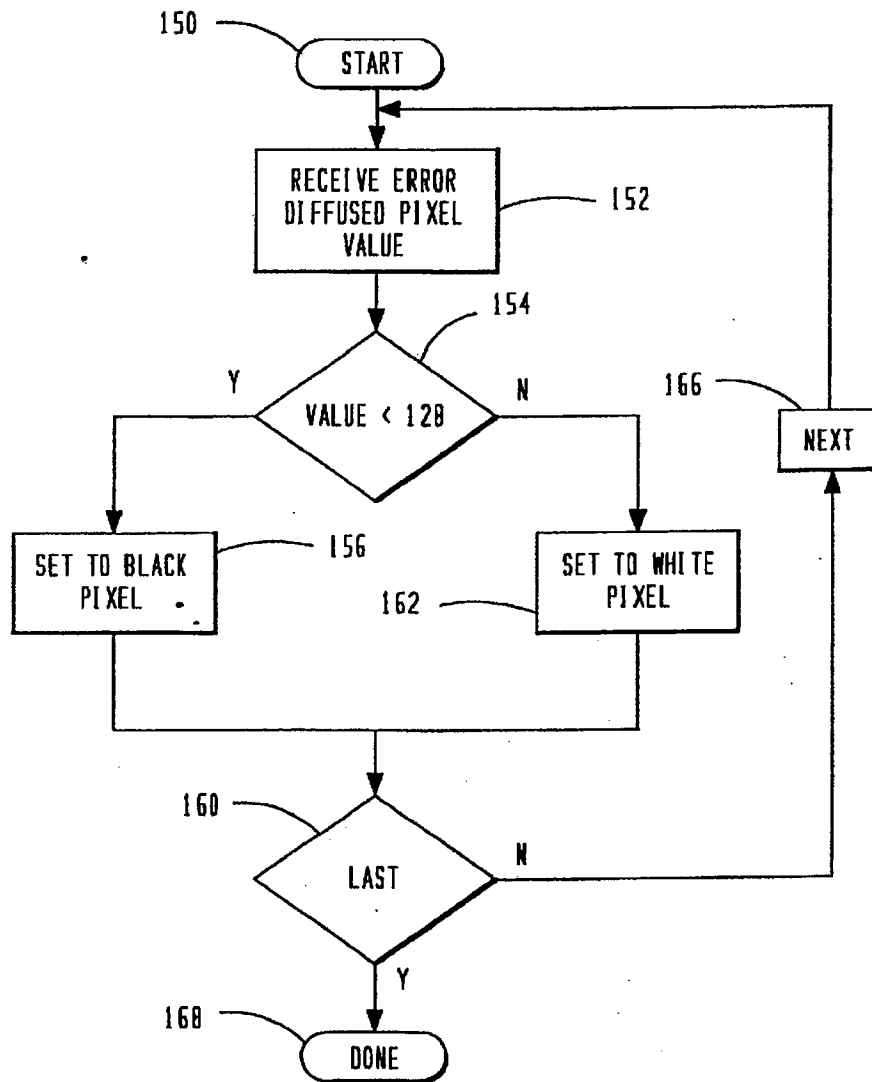 150
START
RECEIVE ERROR
DIFFUSED PIXEL
VALUE
152
154
Y
N
VALUE < 128
166
NEXT
SET TO BLACK
PIXEL
156
SET TO WHITE
PIXEL
162
160
LAST
N
Y
168
DONE